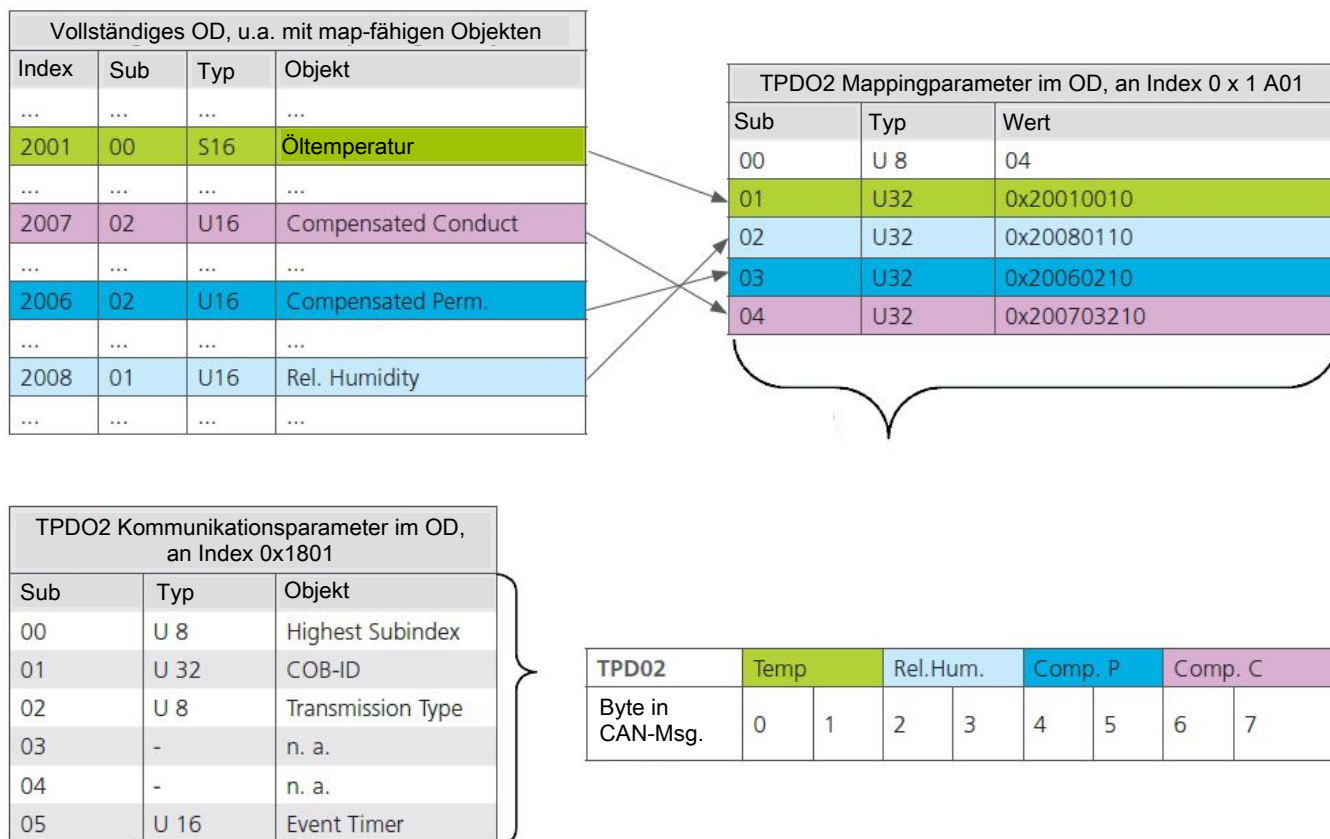 Vollständiges OD, u.a. mit map-fähigen Objekten
Index Sub Typ Objekt
... ... ... ...
2001 00 S16 Öltemperatur
... ... ... ...
2007 02 U16 Compensated Conduct
... ... ... ...
2006 02 U16 Compensated Perm.
... ... ... ...
2008 01 U16 Rel. Humidity
... ... ... ...
TPDO2 Mappingparameter im OD, an Index 0 x 1 A01
Sub Typ Wert
00 U 8 04
01 U32 0x20010010
02 U32 0x20080110
03 U32 0x20060210
04 U32 0x200703210
TPDO2 Kommunikationsparameter im OD,
an Index 0x1801
Sub Typ Objekt
00 U 8 Highest Subindex
01 U 32 COB-ID
02 U 8 Transmission Type
03 - n. a.
04 - n. a.
05 U 16 Event Timer
TPD02 Temp Rel.Hum. Comp. P Comp. C
Byte in
CAN-Msg. 0 1 2 3 4 5 6 7